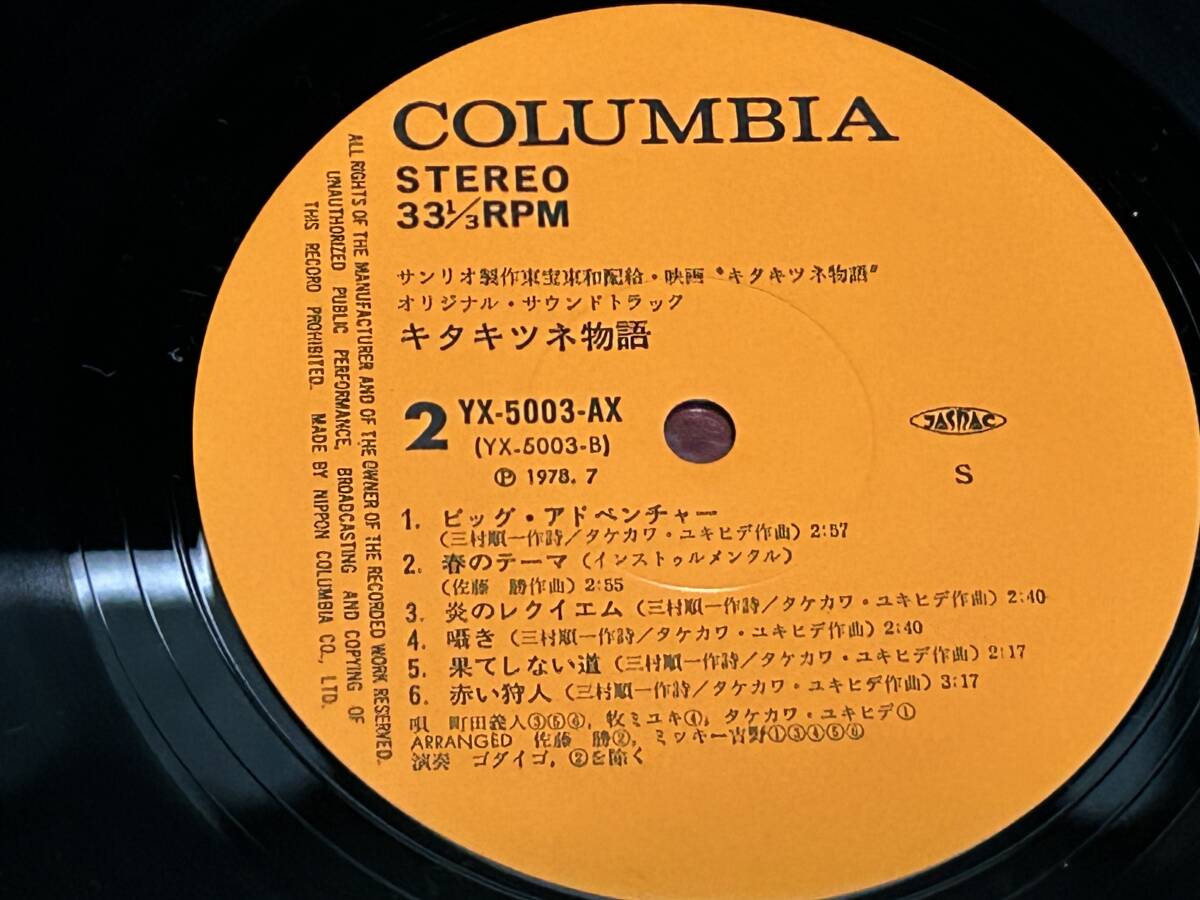 COLUMBIA
STEREO
33 1/3 RPM
サンリオ製作東宝東和配給・映画“キタキツネ物語”
オリジナル・サウンドトラック
キタキツネ物語
2 YX-5003-AX
(YX-5003-B)
Ⓟ 1978. 7
JASRAC
S
1. ビッグ・アドベンチャー
(三村順一作詩/タケカワ・ユキヒデ作曲) 2:57
2. 春のテーマ (インストゥルメンタル)
(佐藤 勝作曲) 2:55
3. 炎のレクイエム (三村順一作詩/タケカワ・ユキヒデ作曲) 2:40
4. 囁き (三村順一作詩/タケカワ・ユキヒデ作曲) 2:40
5. 果てしない道 (三村順一作詩/タケカワ・ユキヒデ作曲) 2:17
6. 赤い狩人 (三村順一作詩/タケカワ・ユキヒデ作曲) 3:17
唄 町田義人③⑤⑥, 牧ミユキ④, タケカワ・ユキヒデ①
ARRANGED 佐藤 勝②, ミッキー吉野①③④⑤⑥
演奏 ゴダイゴ, ②を除く
ALL RIGHTS OF THE MANUFACTURER AND OF THE OWNER OF THE RECORDED WORK RESERVED.
UNAUTHORIZED PUBLIC PERFORMANCE, BROADCASTING AND COPYING OF
THIS RECORD PROHIBITED. MADE BY NIPPON COLUMBIA CO., LTD.